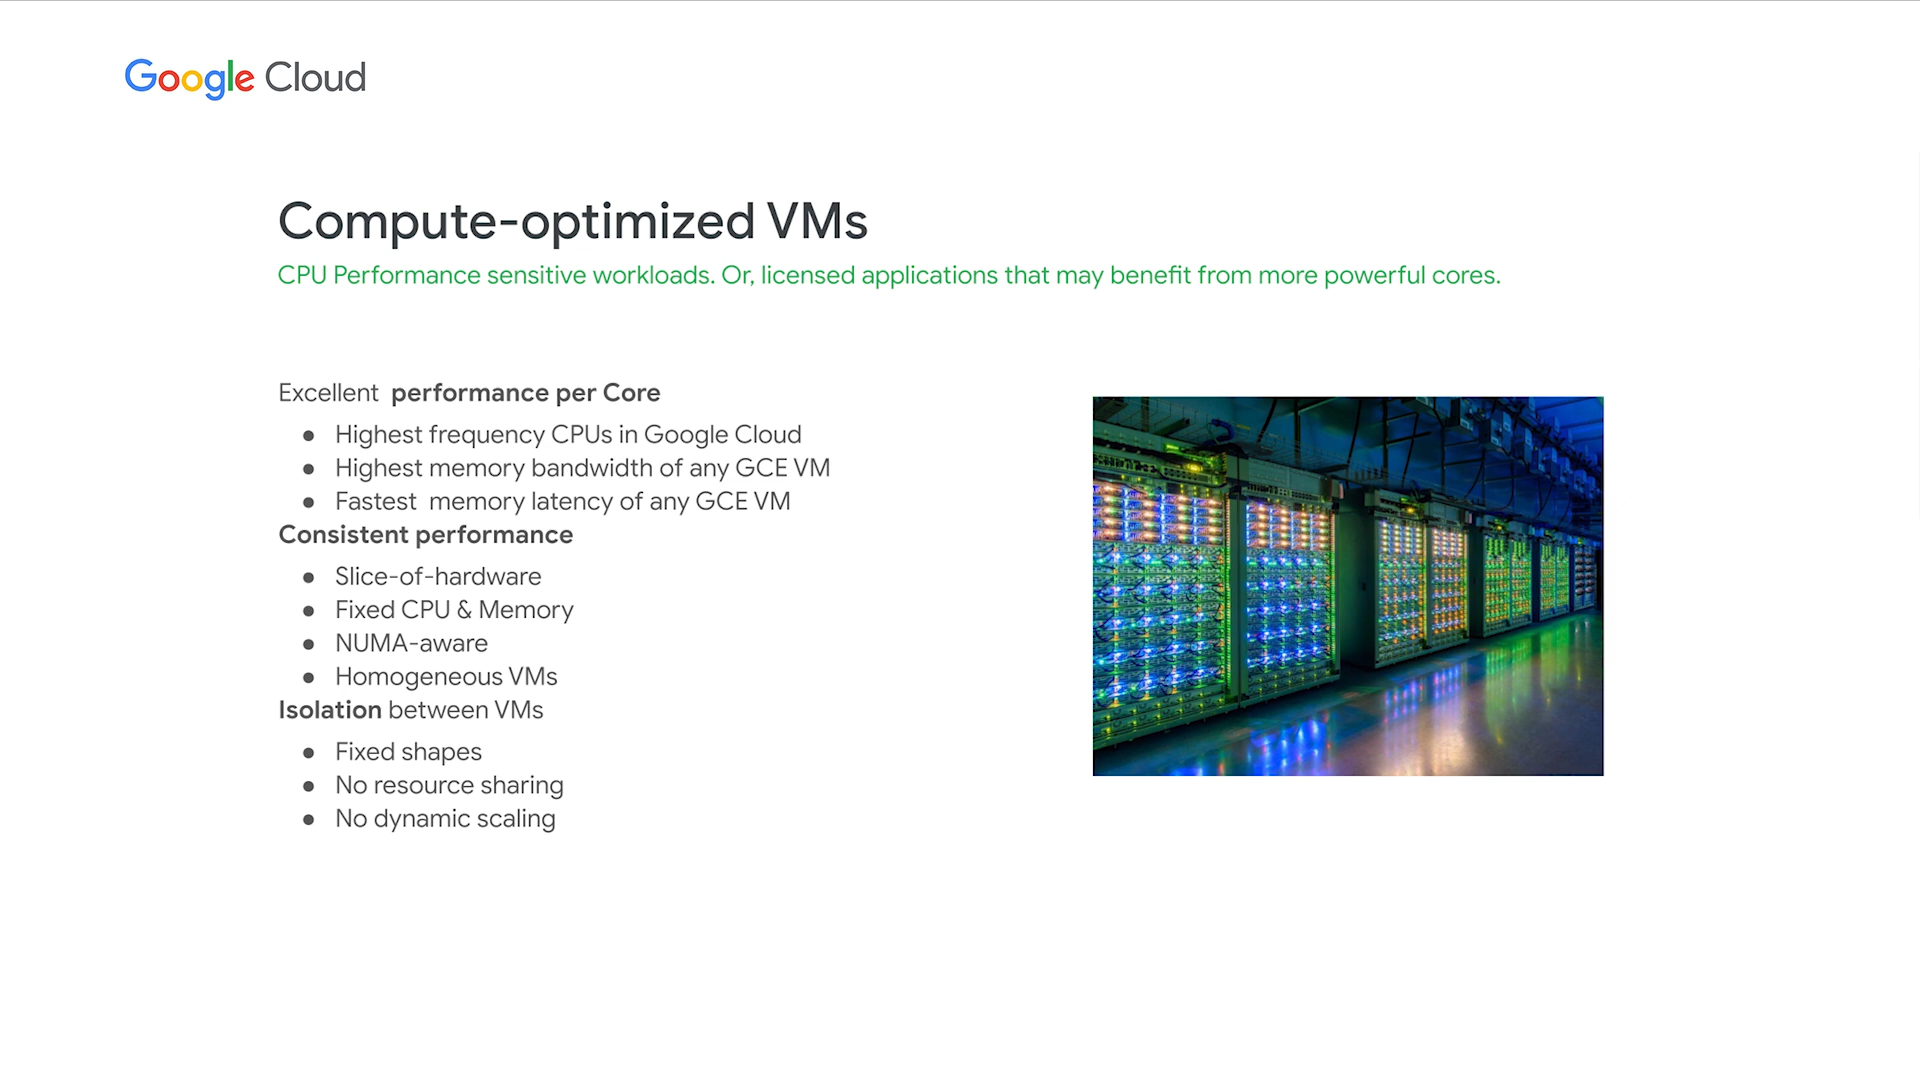 Google Cloud
Compute-optimized VMs
CPU Performance sensitive workloads. Or, licensed applications that may benefit from more powerful cores.
Excellent performance per Core
● Highest frequency CPUs in Google Cloud
● Highest memory bandwidth of any GCE VM
● Fastest memory latency of any GCE VM
Consistent performance
● Slice-of-hardware
● Fixed CPU & Memory
● NUMA-aware
● Homogeneous VMs
Isolation between VMs
● Fixed shapes
● No resource sharing
● No dynamic scaling